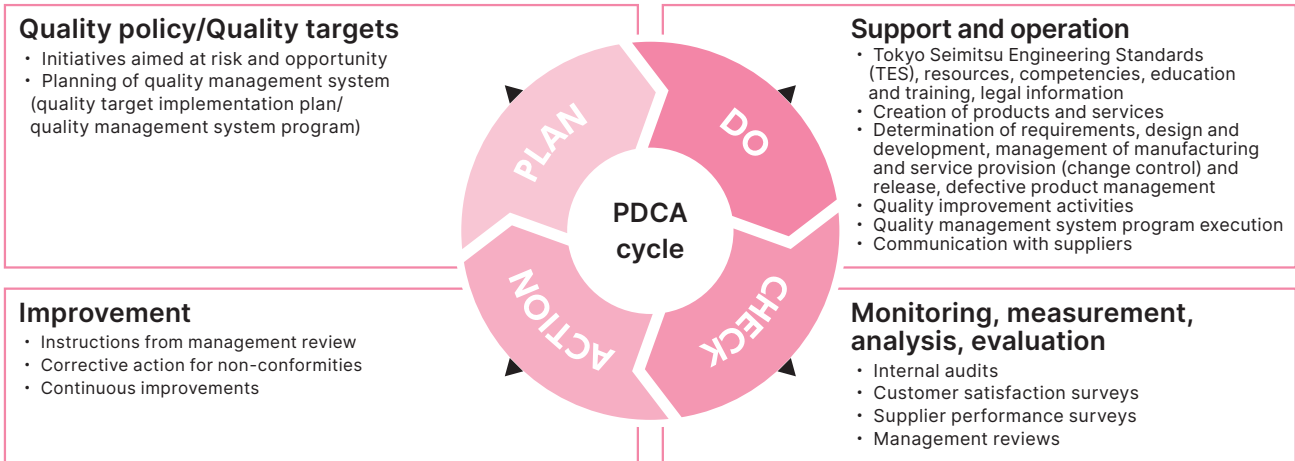 Quality policy/Quality targets
・ Initiatives aimed at risk and opportunity
・ Planning of quality management system
(quality target implementation plan/
quality management system program)
Support and operation
・ Tokyo Seimitsu Engineering Standards
(TES), resources, competencies, education
and training, legal information
・ Creation of products and services
・ Determination of requirements, design and
development, management of manufacturing
and service provision (change control) and
release, defective product management
・ Quality improvement activities
・ Quality management system program execution
・ Communication with suppliers
PLAN
DO
PDCA
cycle
ACTION
CHECK
Improvement
・ Instructions from management review
・ Corrective action for non-conformities
・ Continuous improvements
Monitoring, measurement,
analysis, evaluation
・ Internal audits
・ Customer satisfaction surveys
・ Supplier performance surveys
・ Management reviews